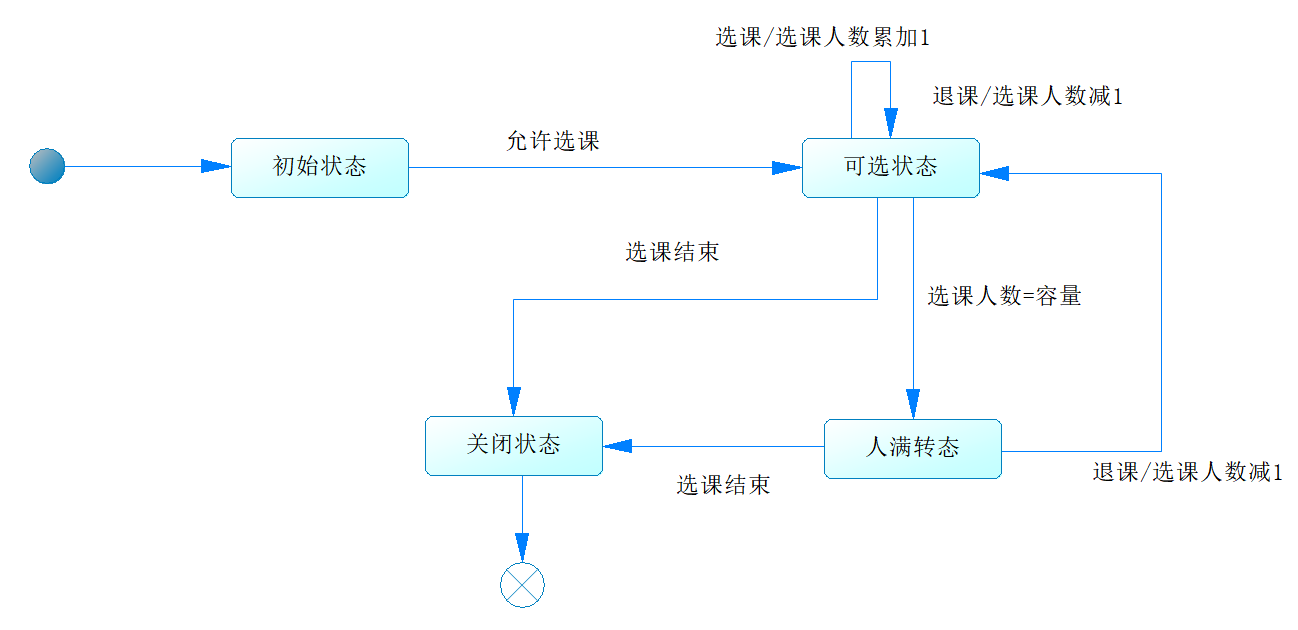 选课/选课人数累加1
退课/选课人数减1
允许选课
初始状态
可选状态
选课结束
选课人数=容量
关闭状态
人满转态
退课/选课人数减1
选课结束